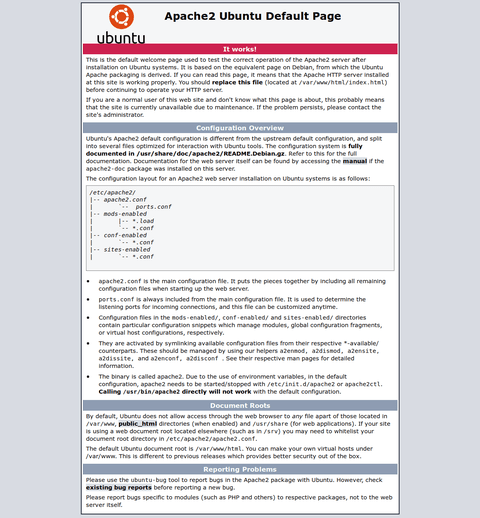 Apache2 Ubuntu Default Page
ubuntu
It works!
This is the default welcome page used to test the correct operation of the Apache2 server after
installation on Ubuntu systems. It is based on the equivalent page on Debian, from which the Ubuntu
Apache packaging is derived. If you can read this page, it means that the Apache HTTP server installed
at this site is working properly. You should replace this file (located at /var/www/html/index.html)
before continuing to operate your HTTP server.
If you are a normal user of this web site and don't know what this page is about, this probably means
that the site is currently unavailable due to maintenance. If the problem persists, please contact the
site's administrator.
Configuration Overview
Ubuntu's Apache2 default configuration is different from the upstream default configuration, and split
into several files optimized for interaction with Ubuntu tools. The configuration system is fully
documented in /usr/share/doc/apache2/README.Debian.gz. Refer to this for the full
documentation. Documentation for the web server itself can be found by accessing the manual if the
apache2-doc package was installed on this server.
The configuration layout for an Apache2 web server installation on Ubuntu systems is as follows:
/etc/apache2/
|-- apache2.conf
|       `--  ports.conf
|-- mods-enabled
|       |-- *.load
|       `-- *.conf
|-- conf-enabled
|       `-- *.conf
|-- sites-enabled
|       `-- *.conf
• apache2.conf is the main configuration file. It puts the pieces together by including all remaining
configuration files when starting up the web server.
• ports.conf is always included from the main configuration file. It is used to determine the
listening ports for incoming connections, and this file can be customized anytime.
• Configuration files in the mods-enabled/, conf-enabled/ and sites-enabled/ directories
contain particular configuration snippets which manage modules, global configuration fragments,
or virtual host configurations, respectively.
• They are activated by symlinking available configuration files from their respective *-available/
counterparts. These should be managed by using our helpers a2enmod, a2dismod, a2ensite,
a2dissite, and a2enconf, a2disconf . See their respective man pages for detailed
information.
• The binary is called apache2. Due to the use of environment variables, in the default
configuration, apache2 needs to be started/stopped with /etc/init.d/apache2 or apache2ctl.
Calling /usr/bin/apache2 directly will not work with the default configuration.
Document Roots
By default, Ubuntu does not allow access through the web browser to any file apart of those located in
/var/www, public_html directories (when enabled) and /usr/share (for web applications). If your site
is using a web document root located elsewhere (such as in /srv) you may need to whitelist your
document root directory in /etc/apache2/apache2.conf.
The default Ubuntu document root is /var/www/html. You can make your own virtual hosts under
/var/www. This is different to previous releases which provides better security out of the box.
Reporting Problems
Please use the ubuntu-bug tool to report bugs in the Apache2 package with Ubuntu. However, check
existing bug reports before reporting a new bug.
Please report bugs specific to modules (such as PHP and others) to respective packages, not to the web
server itself.